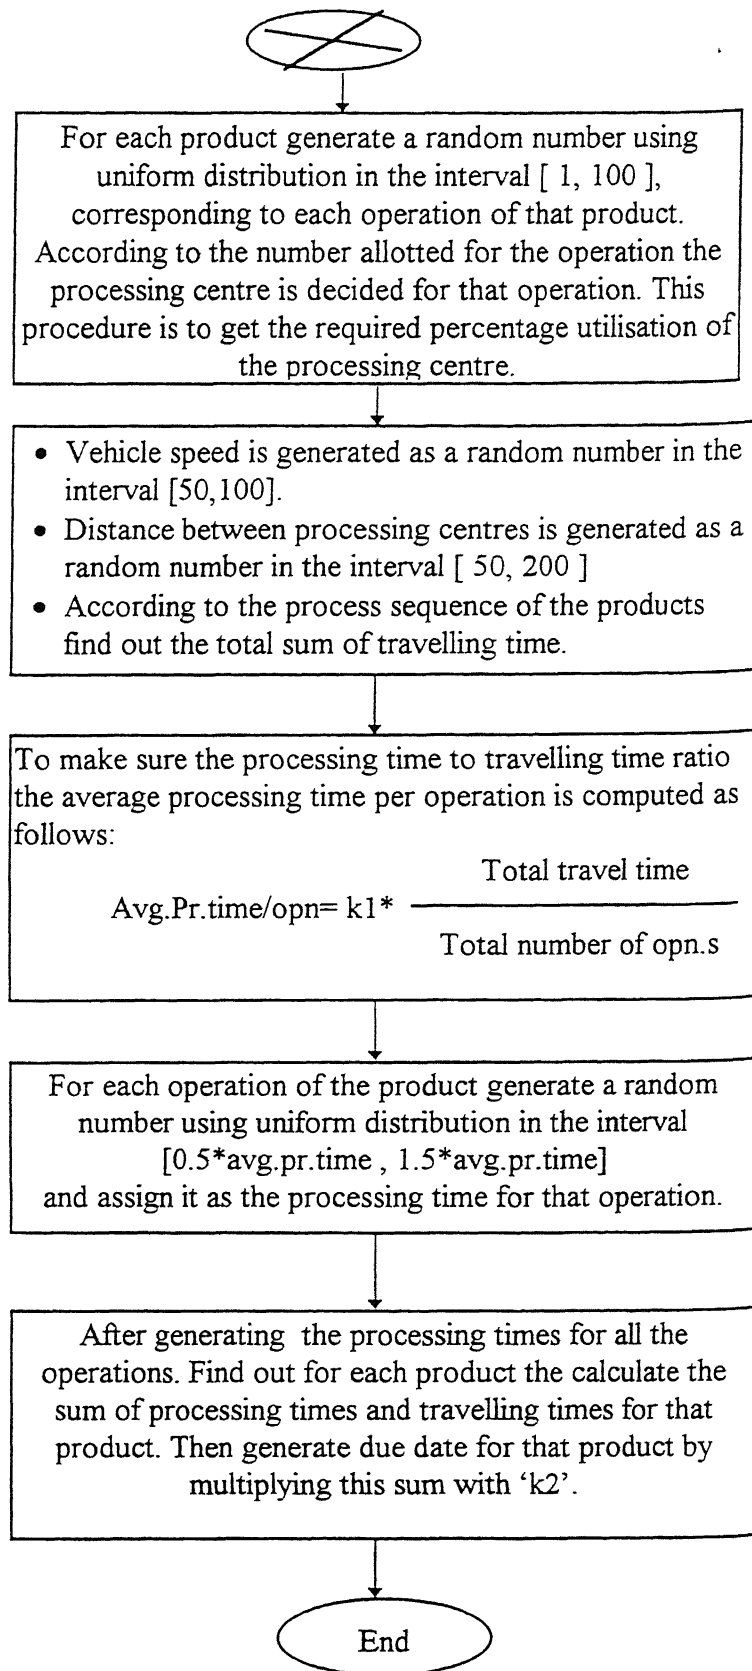 For each product generate a random number using
uniform distribution in the interval [ 1, 100 ],
corresponding to each operation of that product.
According to the number allotted for the operation the
processing centre is decided for that operation. This
procedure is to get the required percentage utilisation of
the processing centre.
• Vehicle speed is generated as a random number in the
interval [50,100].
• Distance between processing centres is generated as a
random number in the interval [ 50, 200 ]
• According to the process sequence of the products
find out the total sum of travelling time.
To make sure the processing time to travelling time ratio
the average processing time per operation is computed as
follows:
Total travel time
Avg.Pr.time/opn= k1*
Total number of opn.s
For each operation of the product generate a random
number using uniform distribution in the interval
[0.5*avg.pr.time , 1.5*avg.pr.time]
and assign it as the processing time for that operation.
After generating the processing times for all the
operations. Find out for each product the calculate the
sum of processing times and travelling times for that
product. Then generate due date for that product by
multiplying this sum with ‘k2’.
End